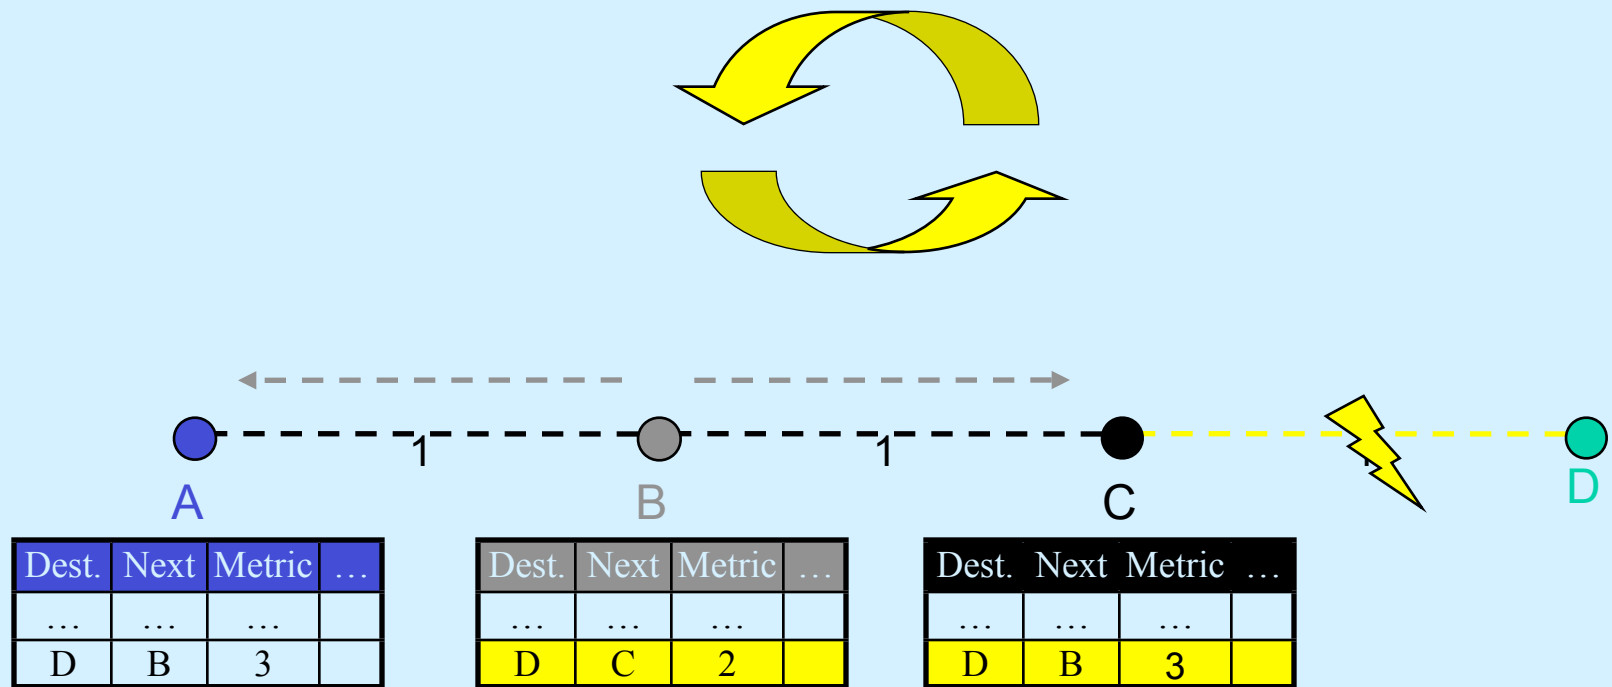 1 1
A B C D
Dest. Next Metric …
… … …
D B 3
Dest. Next Metric …
… … …
D C 2
Dest. Next Metric …
… … …
D B 3